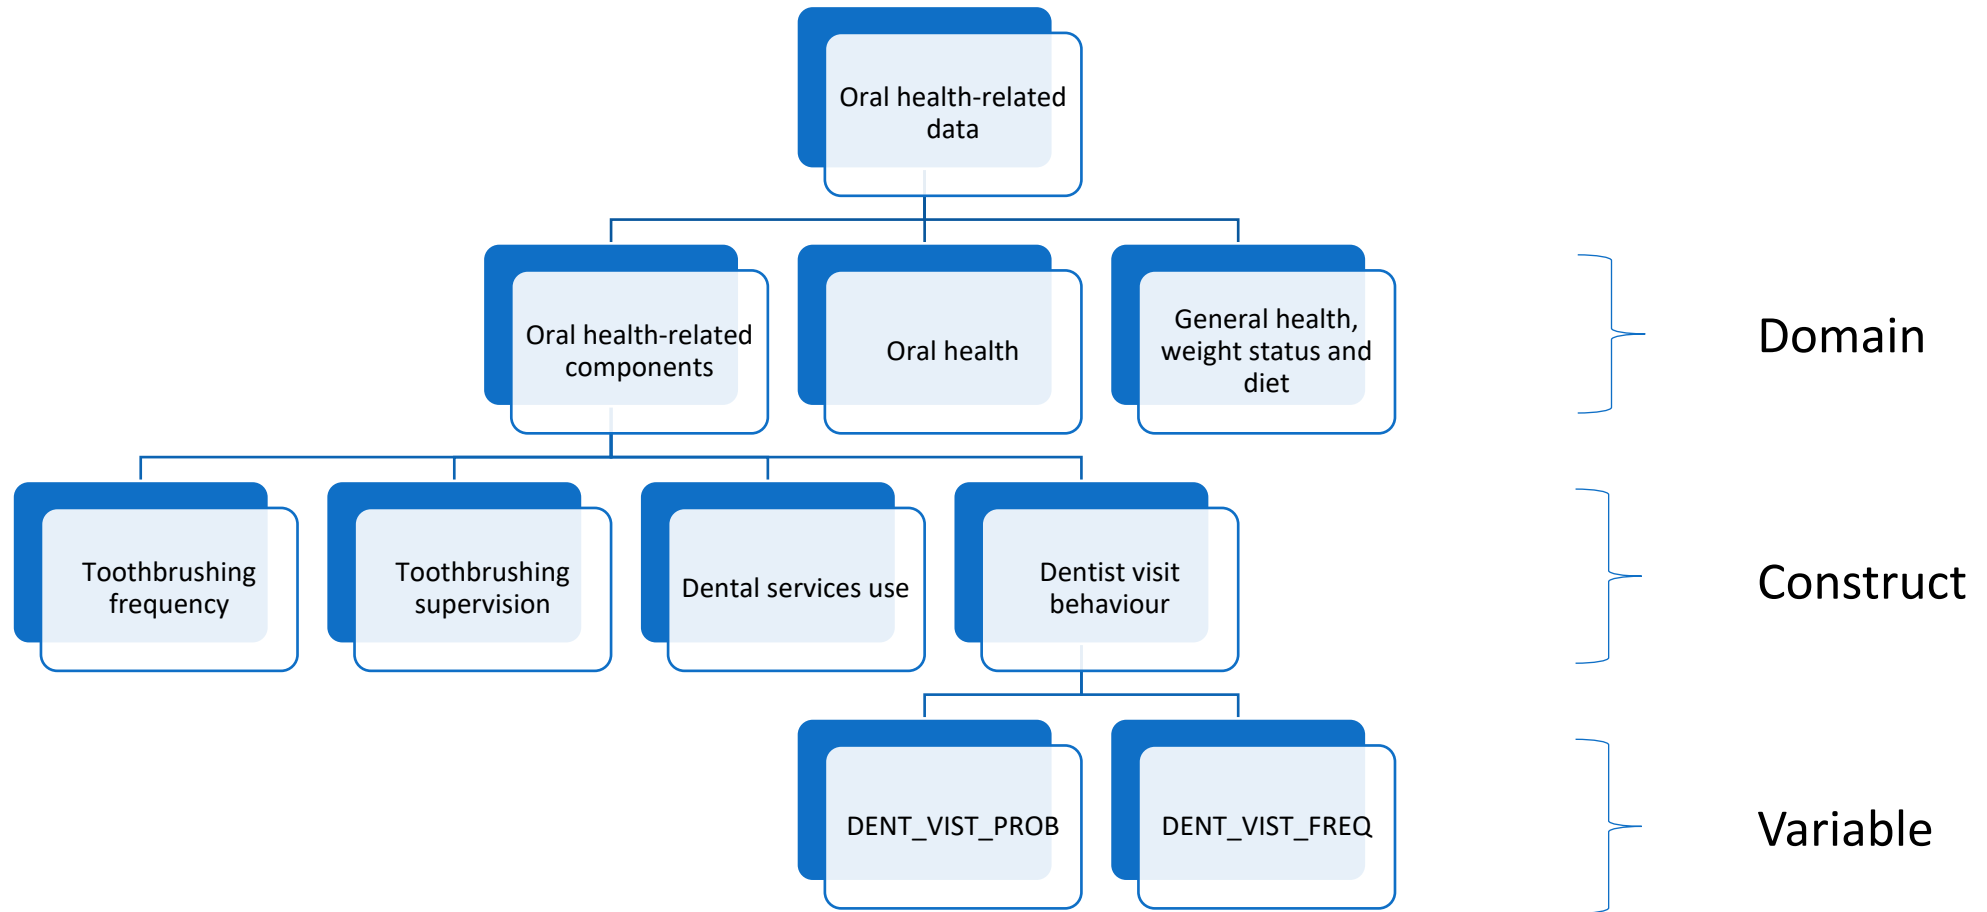 Oral health-related
data
Oral health-related
components
Oral health
General health,
weight status and
diet
Domain
Toothbrushing
frequency
Toothbrushing
supervision
Dental services use
Dentist visit
behaviour
Construct
DENT_VIST_PROB
DENT_VIST_FREQ
Variable